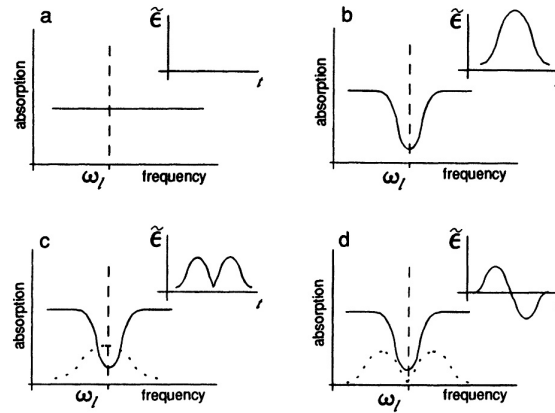 a
ε̃
t
absorption
ω_l
frequency
b
ε̃
absorption
ω_l
frequency
c
ε̃
t
absorption
ω_l
frequency
d
ε̃
t
absorption
ω_l
frequency